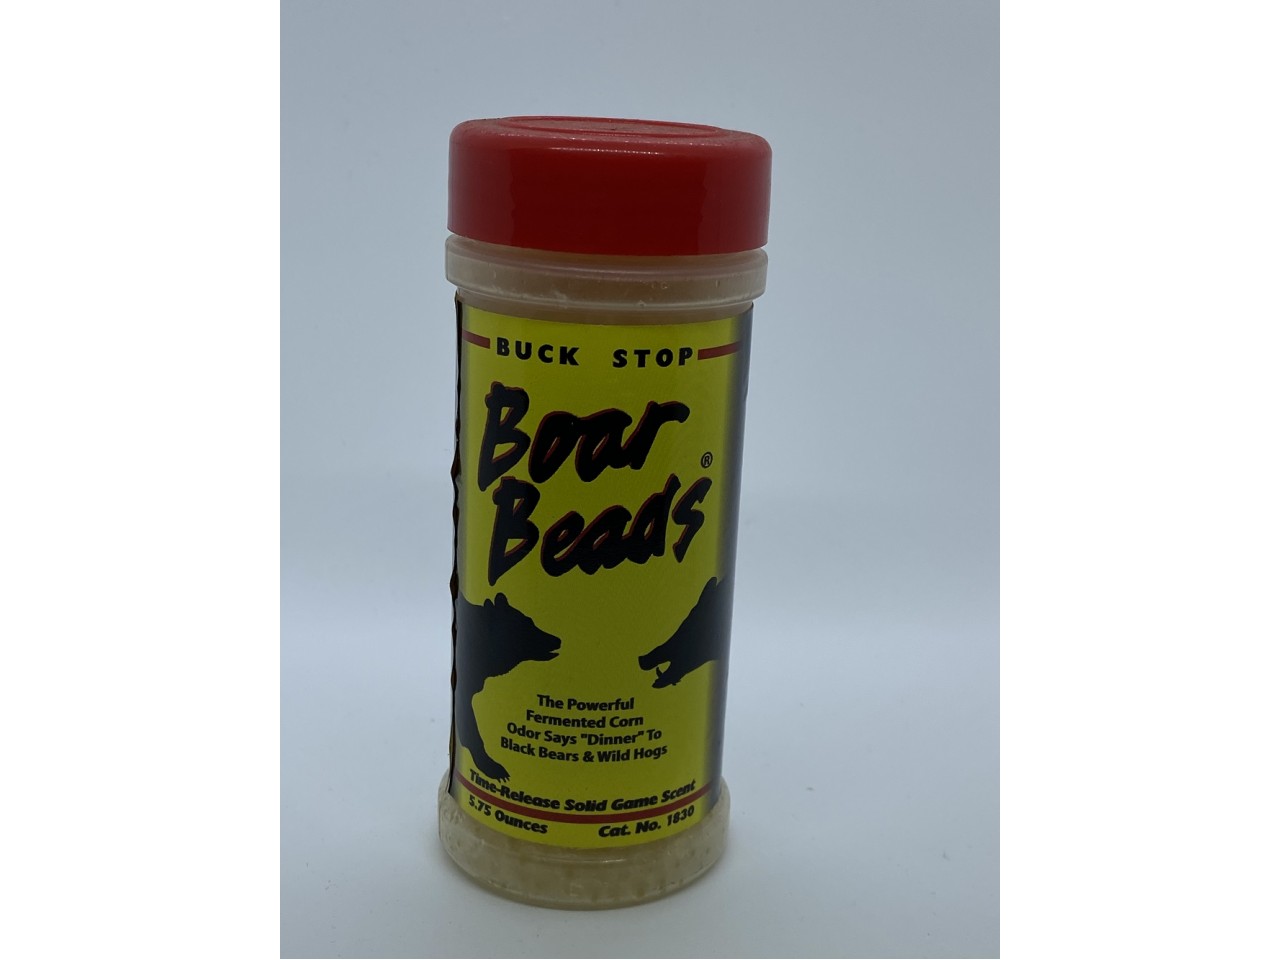 BUCK STOP
Boar
Beads®
The Powerful
Fermented Corn
Odor Says "Dinner" To
Black Bears & Wild Hogs
Time-Release Solid Game Scent
5.75 Ounces Cat. No. 1830